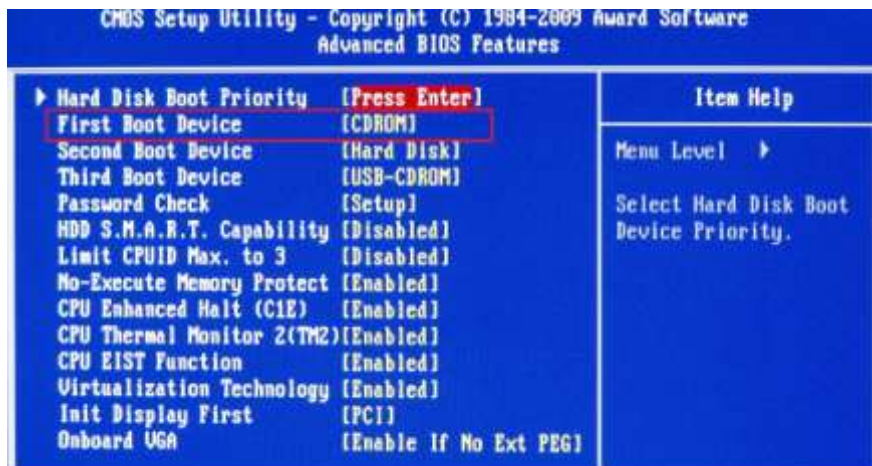 CMOS Setup Utility - Copyright (C) 1984-2009 Award Software
Advanced BIOS Features
Hard Disk Boot Priority [Press Enter]
First Boot Device [CDROM]
Second Boot Device [Hard Disk]
Third Boot Device [USB-CDROM]
Password Check [Setup]
HDD S.M.A.R.T. Capability [Disabled]
Limit CPUID Max. to 3 [Disabled]
No-Execute Memory Protect [Enabled]
CPU Enhanced Halt (C1E) [Enabled]
CPU Thermal Monitor 2(TM2)[Enabled]
CPU EIST Function [Enabled]
Virtualization Technology [Enabled]
Init Display First [PCI]
Onboard VGA [Enable If No Ext PEG]
Item Help
Menu Level
Select Hard Disk Boot
Device Priority.